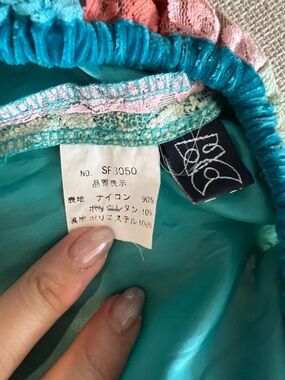 NO. SF3050
品質表示
表地 ナイロン 90%
ポリウレタン 10%
裏地 ポリエステル 100%